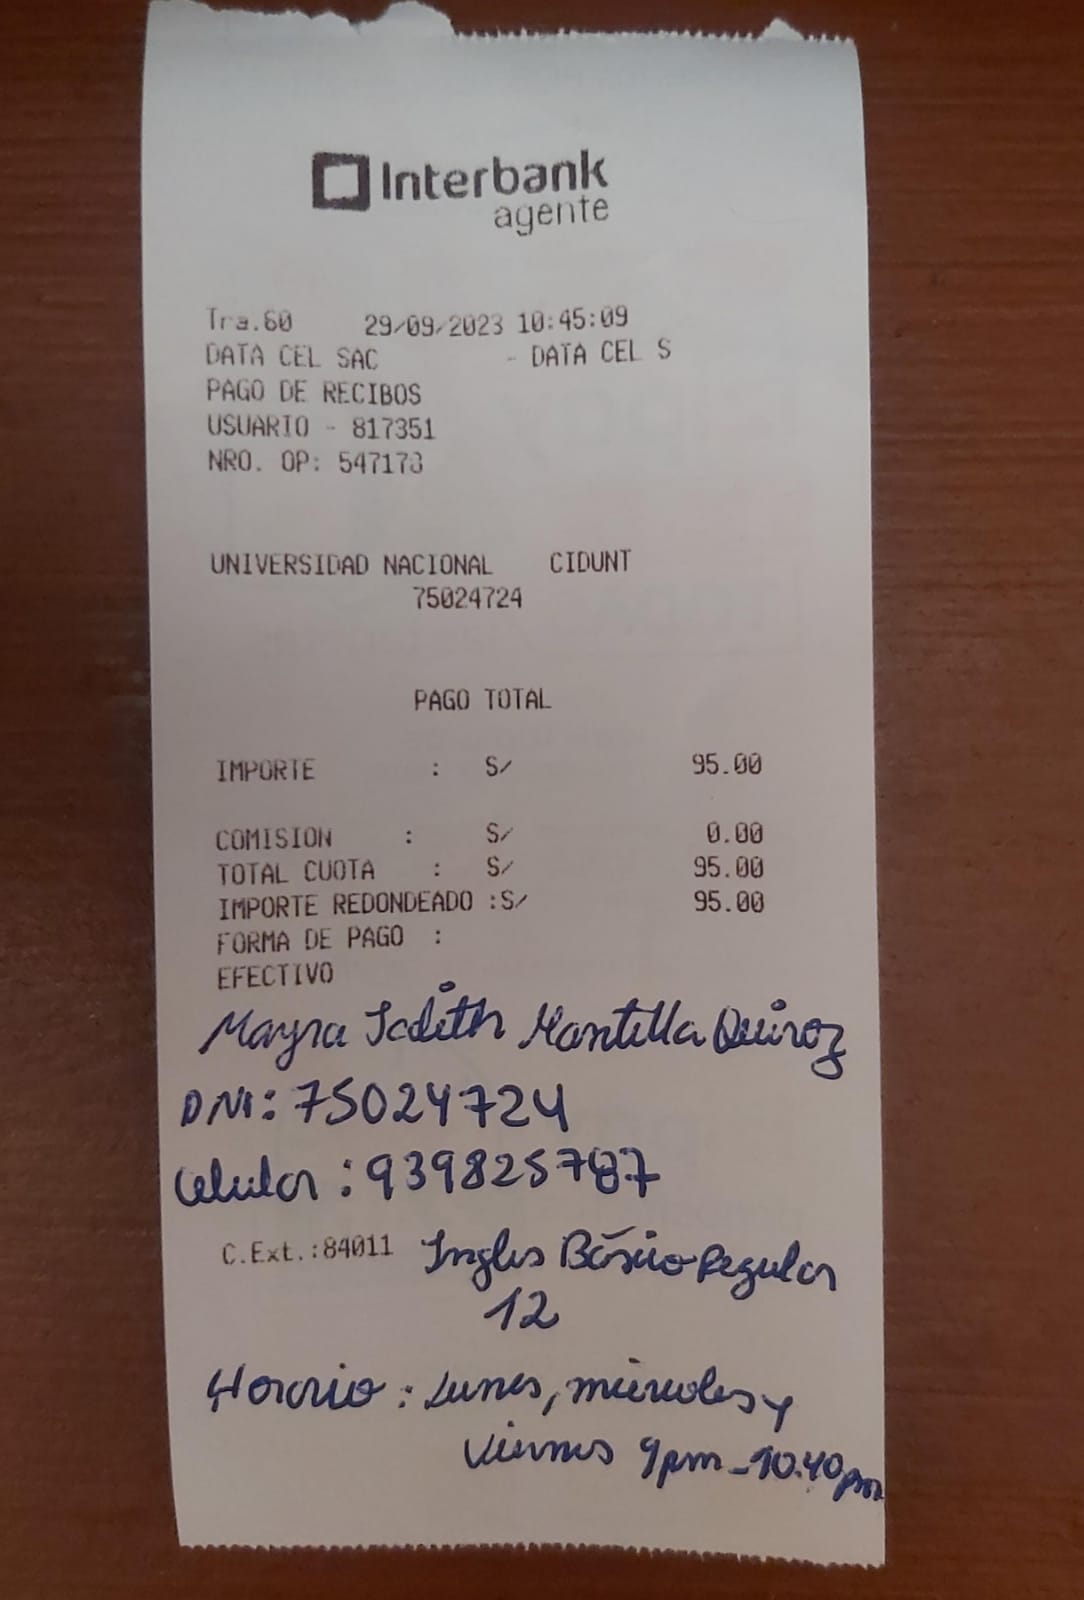 Interbank
agente
Tra.60 29/09/2023 10:45:09
DATA CEL SAC - DATA CEL S
PAGO DE RECIBOS
USUARIO - 817351
NRO. OP: 547173
UNIVERSIDAD NACIONAL CIDUNT
75024724
PAGO TOTAL
IMPORTE : S/ 95.00
COMISION : S/ 0.00
TOTAL CUOTA : S/ 95.00
IMPORTE REDONDEADO :S/ 95.00
FORMA DE PAGO :
EFECTIVO
Mayra Judith Mantilla Quiroz
DNI: 75024724
Celular: 939825787
C.Ext.:84011 Ingles Básico Regular
12
Horario: Lunes, miércoles y
viernes 9pm - 10:40pm